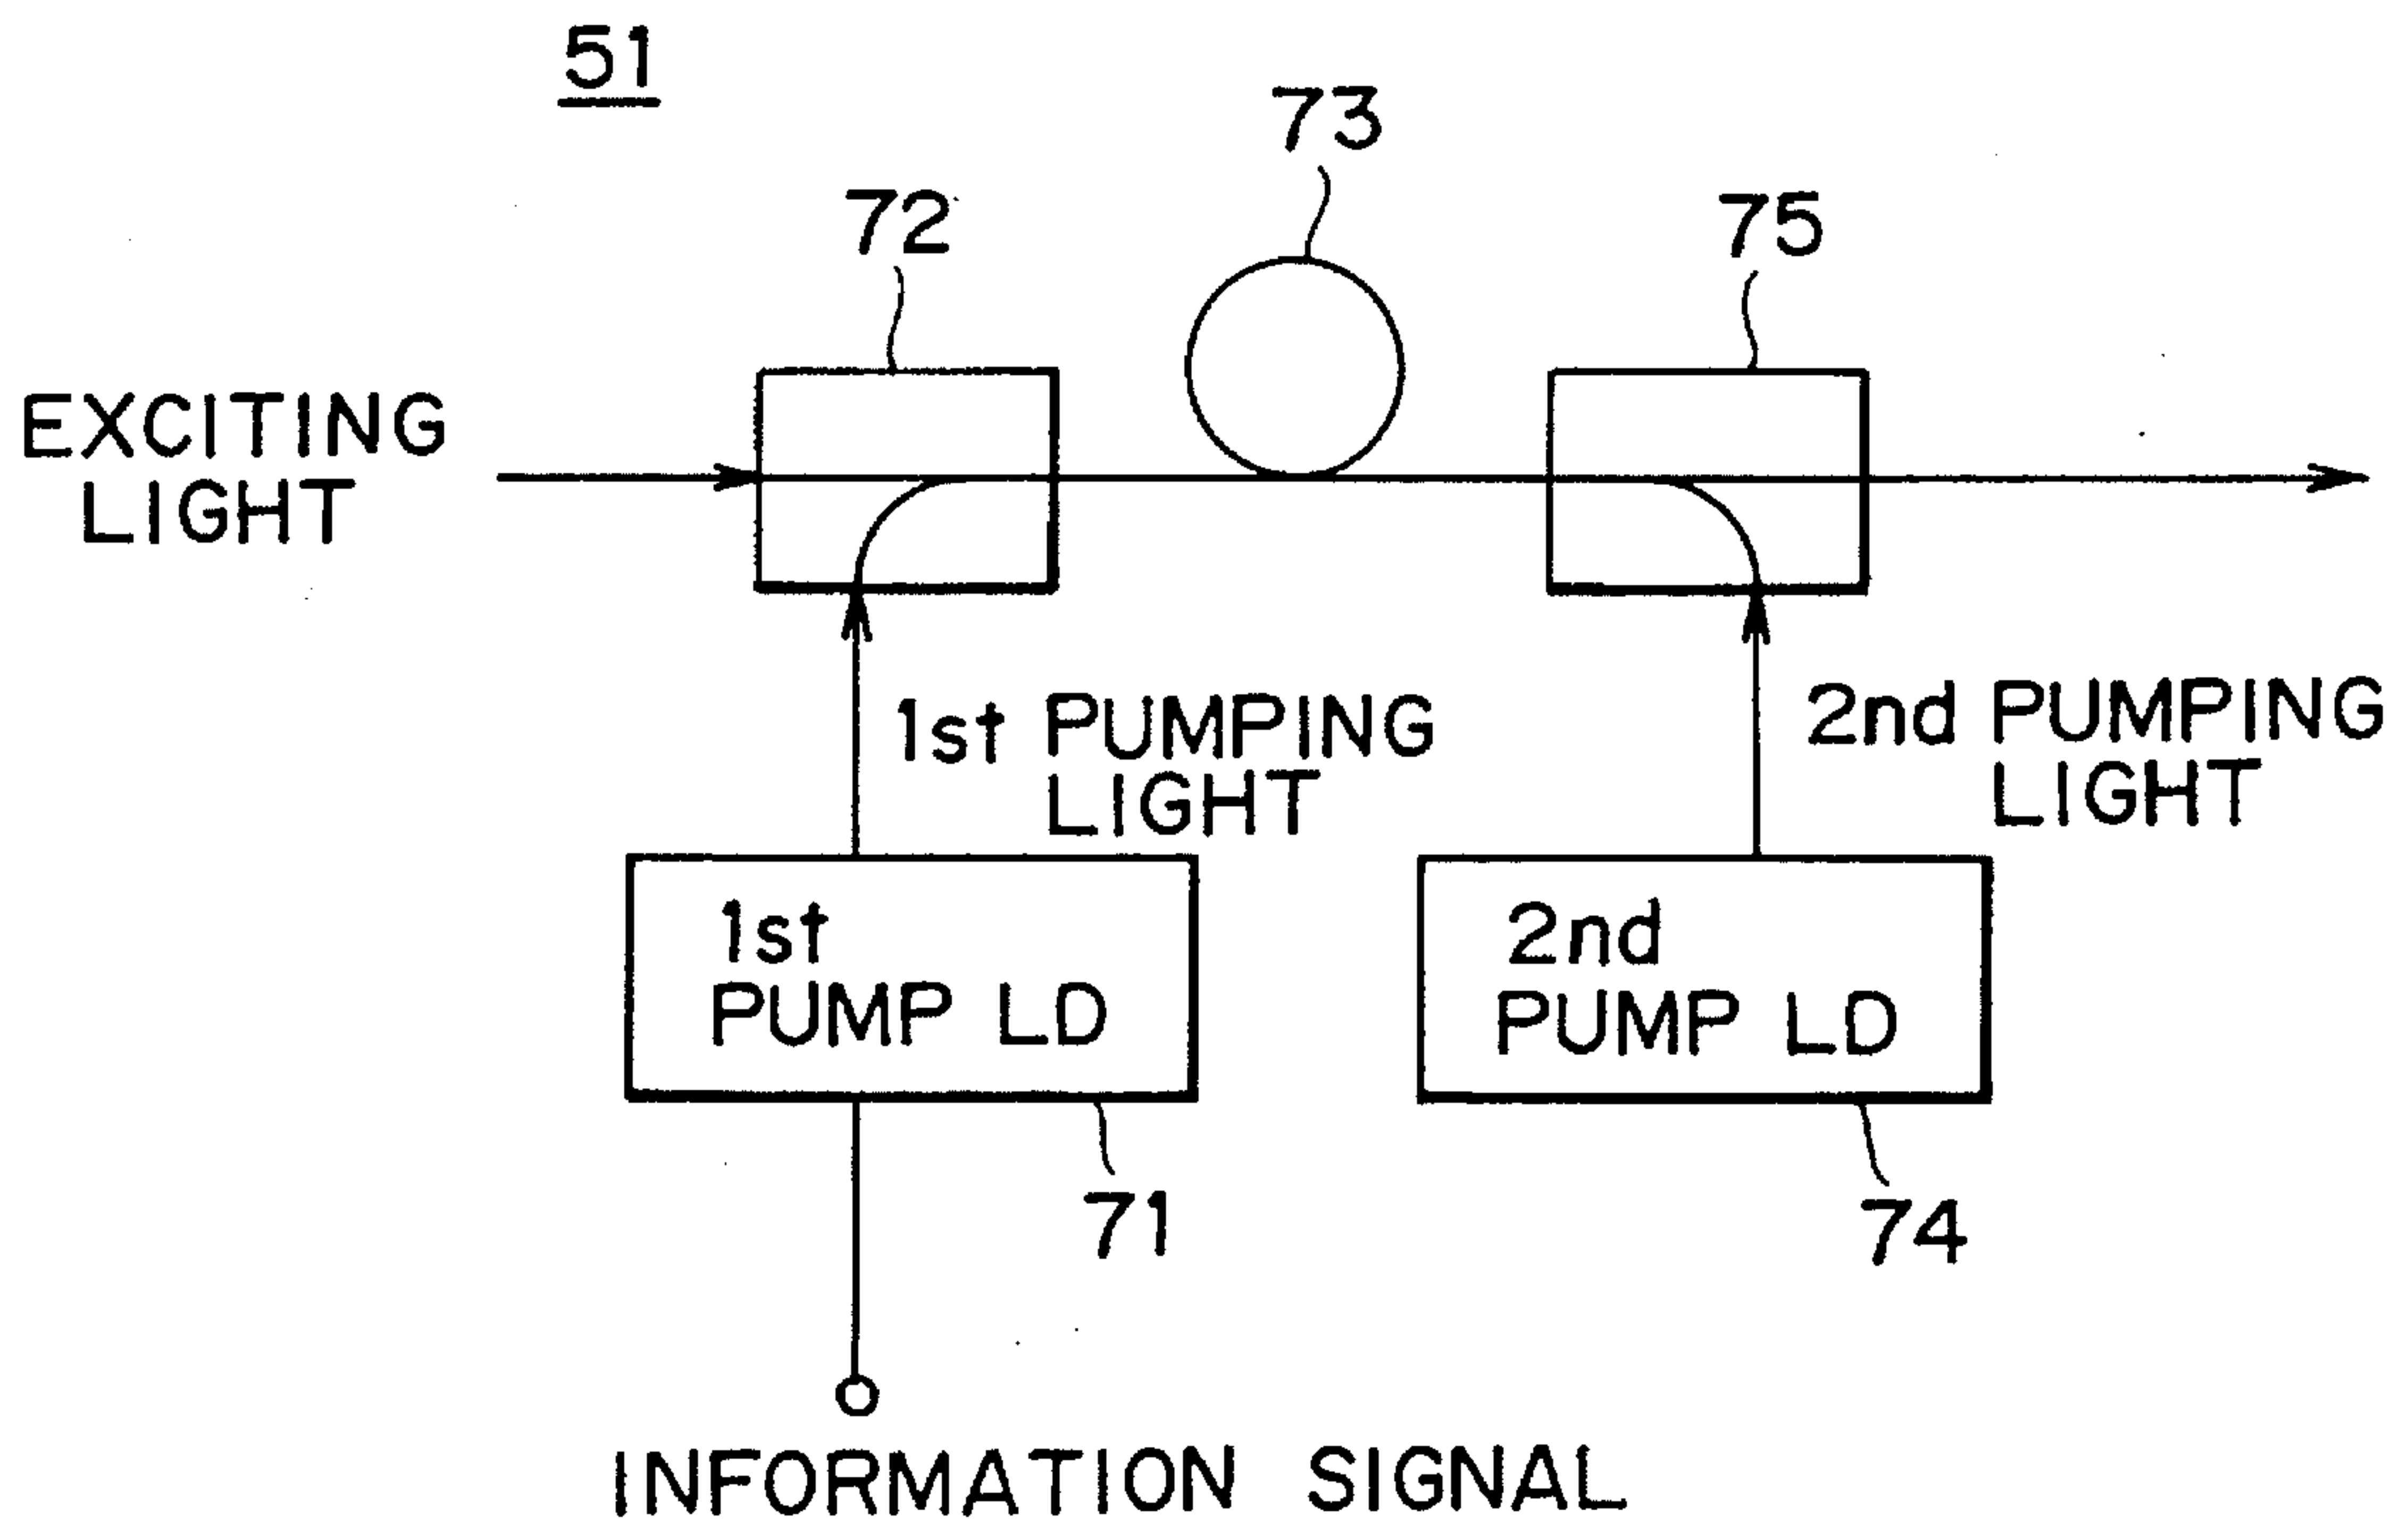 51
73
72
75
EXCITING
LIGHT
1st PUMPING
LIGHT
2nd PUMPING
LIGHT
1st
PUMP LD
2nd
PUMP LD
71
74
INFORMATION SIGNAL